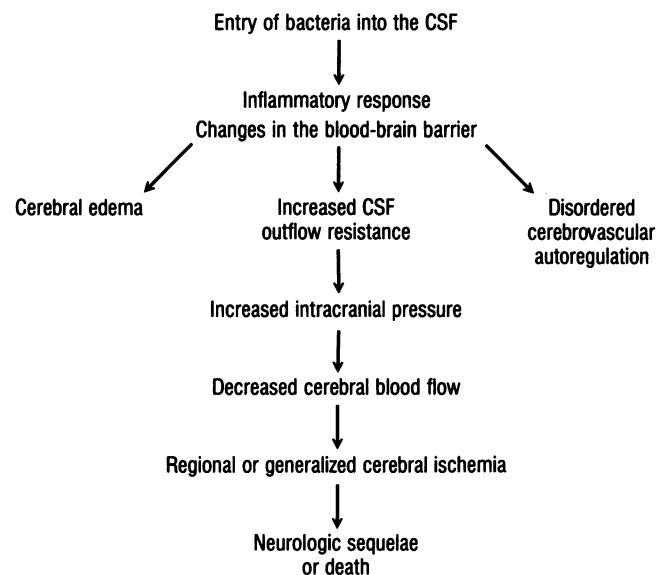 Entry of bacteria into the CSF
Inflammatory response
Changes in the blood-brain barrier
Cerebral edema
Increased CSF
outflow resistance
Disordered
cerebrovascular
autoregulation
Increased intracranial pressure
Decreased cerebral blood flow
Regional or generalized cerebral ischemia
Neurologic sequelae
or death